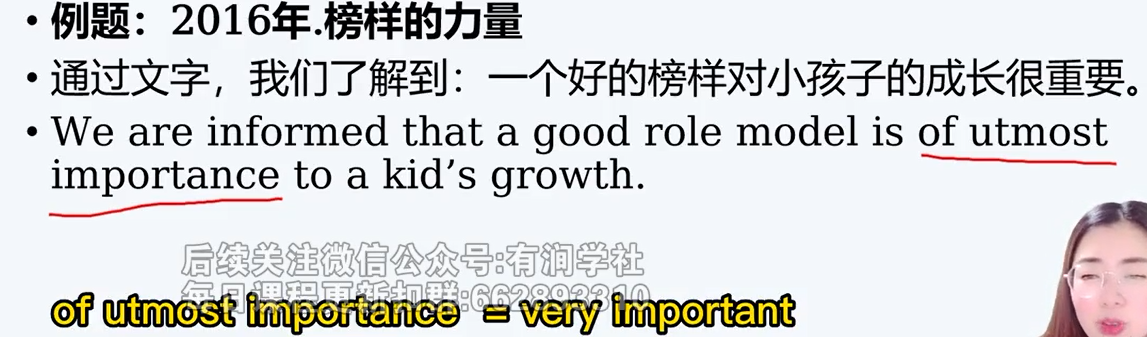 • 例题：2016年.榜样的力量
• 通过文字，我们了解到：一个好的榜样对小孩子的成长很重要。
• We are informed that a good role model is of utmost
importance to a kid’s growth.
后续关注微信公众号:有涧学社
每日课程更新扣群:662893310
of utmost importance = very important